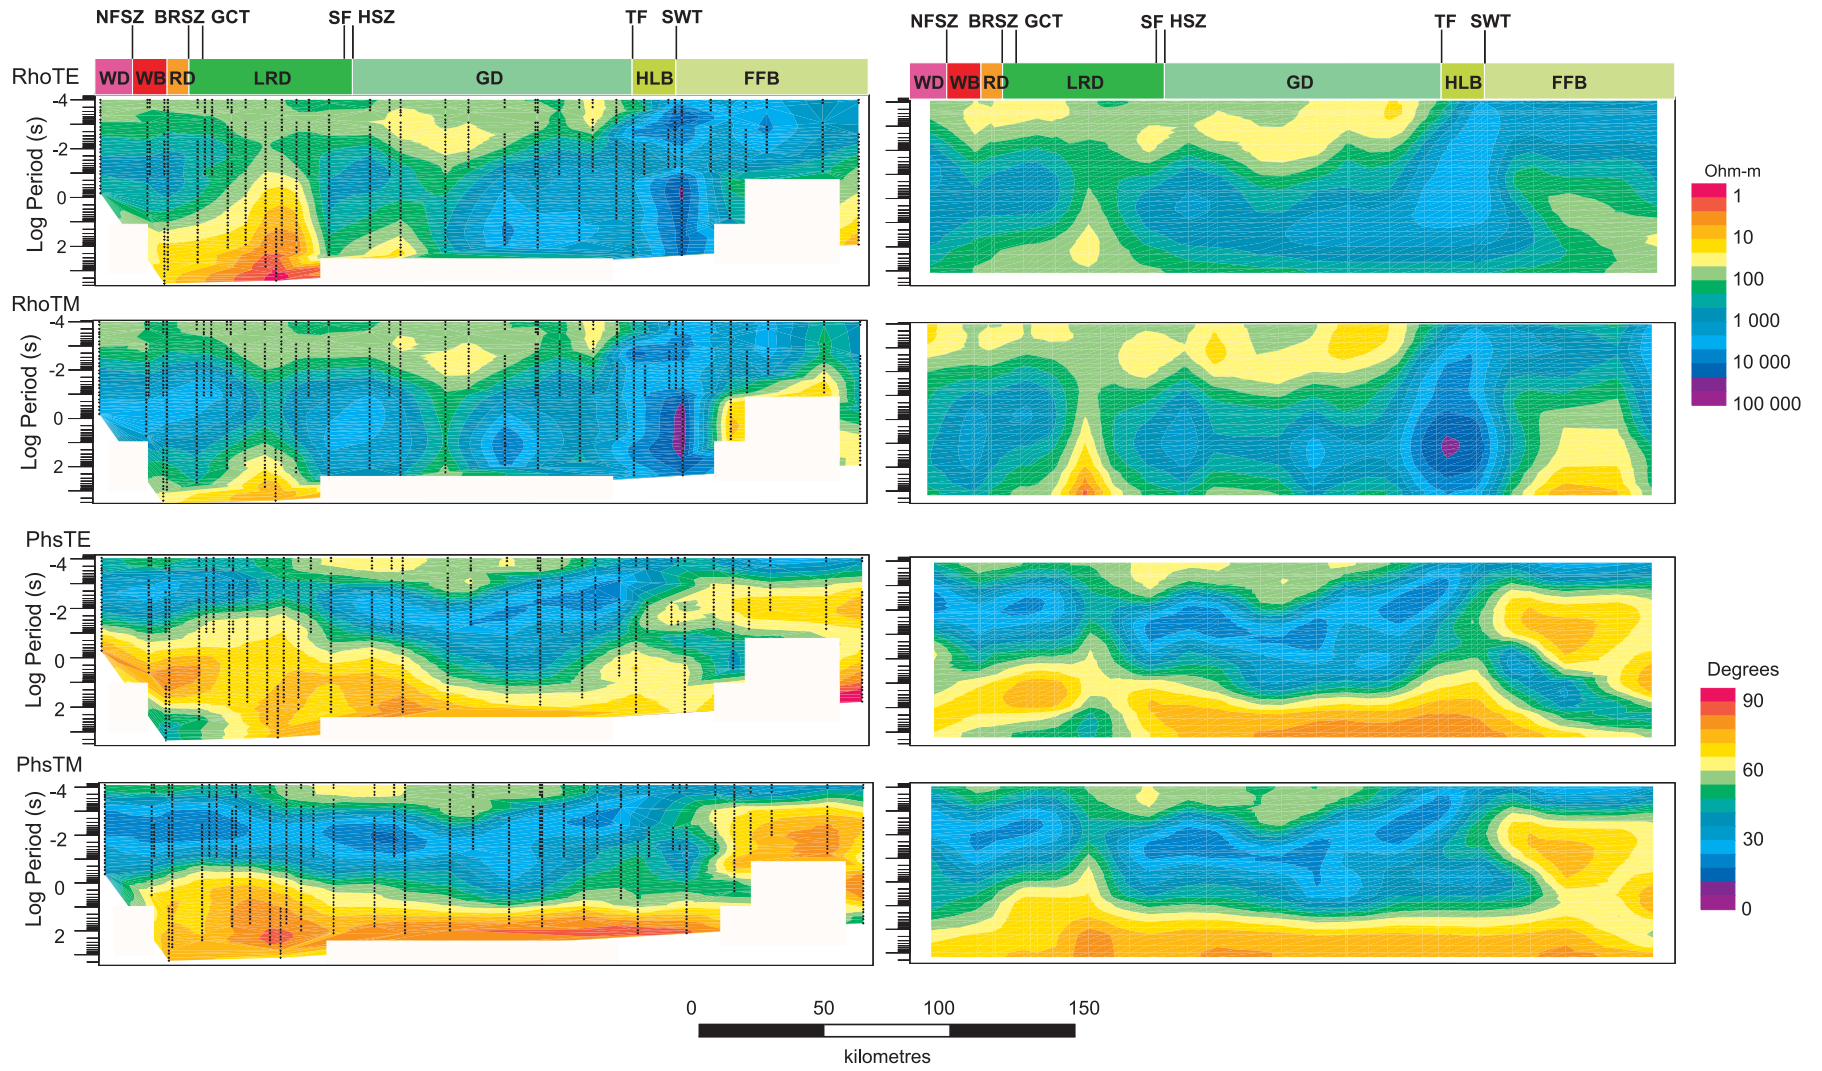 NFSZ BRSZ GCT SF HSZ TF SWT
NFSZ BRSZ GCT SF HSZ TF SWT
RhoTE
WD WB RD LRD GD HLB FFB
WD WB RD LRD GD HLB FFB
Log Period (s)
-4
-2
0
2
Ohm-m
1
10
100
1 000
10 000
100 000
RhoTM
Log Period (s)
-4
-2
0
2
PhsTE
Log Period (s)
-4
-2
0
2
Degrees
90
60
30
0
PhsTM
Log Period (s)
-4
-2
0
2
0 50 100 150
kilometres